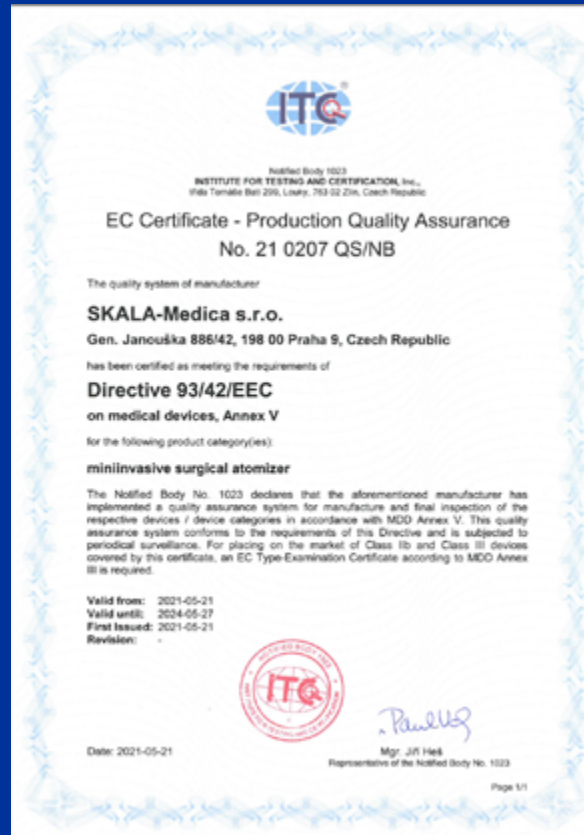 ITC
Notified Body 1023
INSTITUTE FOR TESTING AND CERTIFICATION, Inc.,
třída Tomáše Bati 299, Louky, 763 02 Zlín, Czech Republic
EC Certificate - Production Quality Assurance
No. 21 0207 QS/NB
The quality system of manufacturer
SKALA-Medica s.r.o.
Gen. Janouška 886/42, 198 00 Praha 9, Czech Republic
has been certified as meeting the requirements of
Directive 93/42/EEC
on medical devices, Annex V
for the following product category(ies):
miniinvasive surgical atomizer
The Notified Body No. 1023 declares that the aforementioned manufacturer has
implemented a quality assurance system for manufacture and final inspection of the
respective devices / device categories in accordance with MDD Annex V. This quality
assurance system conforms to the requirements of this Directive and is subjected to
periodical surveillance. For placing on the market of Class IIb and Class III devices
covered by this certificate, an EC Type-Examination Certificate according to MDD Annex
III is required.
Valid from: 2021-05-21
Valid until: 2024-05-27
First Issued: 2021-05-21
Revision: -
NOTIFIED BODY 1023
ITC
Date: 2021-05-21
Mgr. Jiří Heš
Representative of the Notified Body No. 1023
Page 1/1